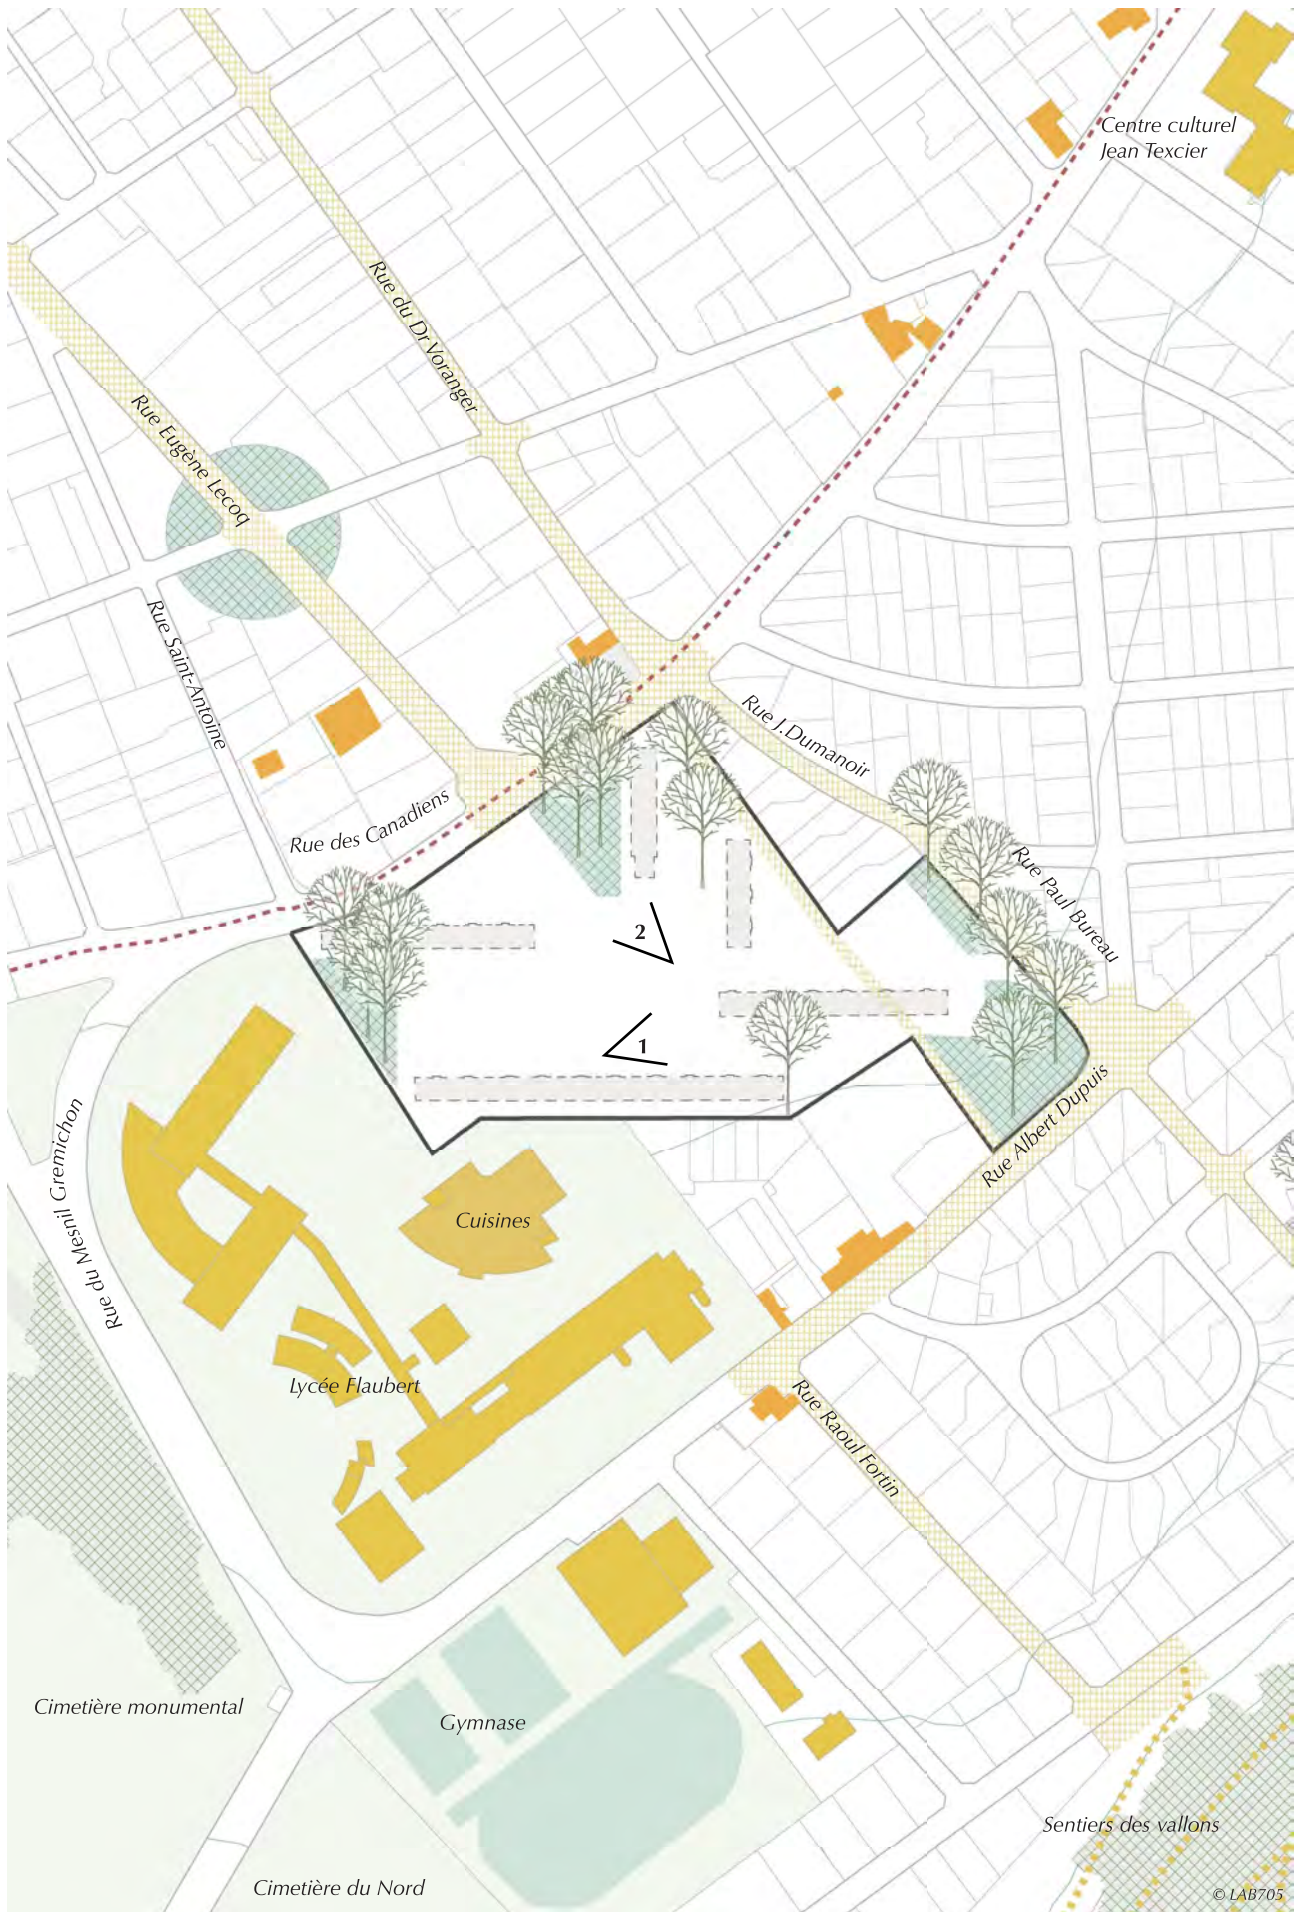 Centre culturel
Jean Texcier
Rue du Dr Voranger
Rue Eugène Lecoq
Rue Saint-Antoine
Rue J.Dumanoir
Rue des Canadiens
Rue Paul Bureau
2
1
Rue Albert Dupuis
Rue du Mesnil Gremichon
Cuisines
Lycée Flaubert
Rue Raoul Fortin
Cimetière monumental
Gymnase
Sentiers des vallons
Cimetière du Nord
© LAB705